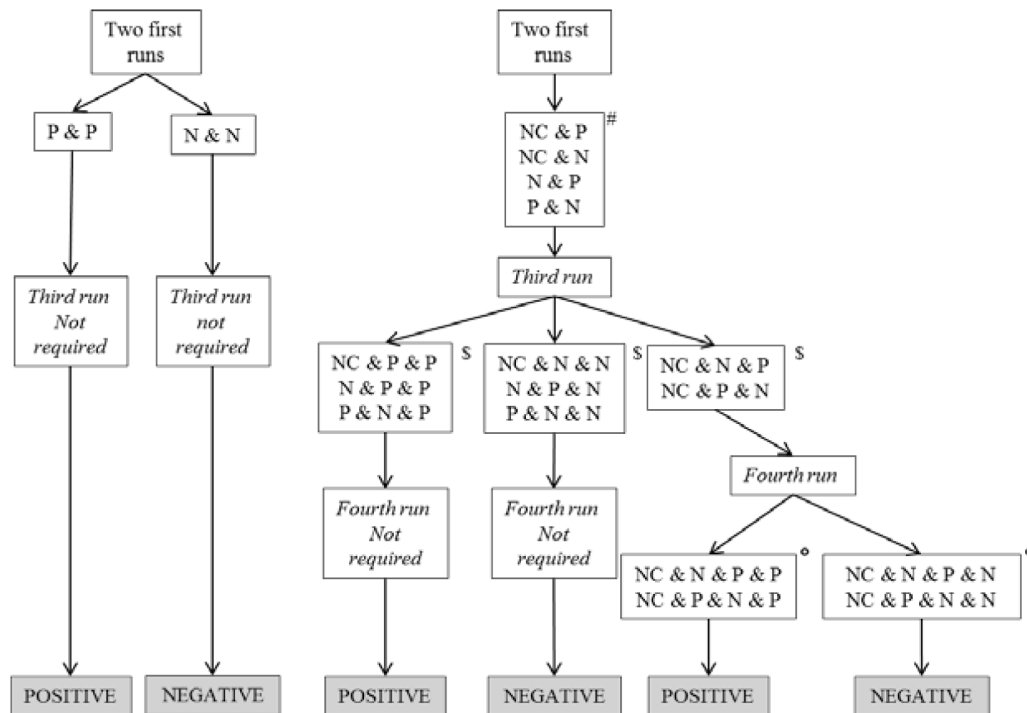 Two first
runs
P & P
N & N
Third run
Not
required
Third run
not
required
POSITIVE
NEGATIVE
Two first
runs
NC & P
NC & N
N & P
P & N
#
Third run
NC & P & P
N & P & P
P & N & P
$
NC & N & N
N & P & N
P & N & N
$
NC & N & P
NC & P & N
$
Fourth run
Not
required
Fourth run
Not
required
Fourth run
NC & N & P & P
NC & P & N & P
°
NC & N & P & N
NC & P & N & N
°
POSITIVE
NEGATIVE
POSITIVE
NEGATIVE